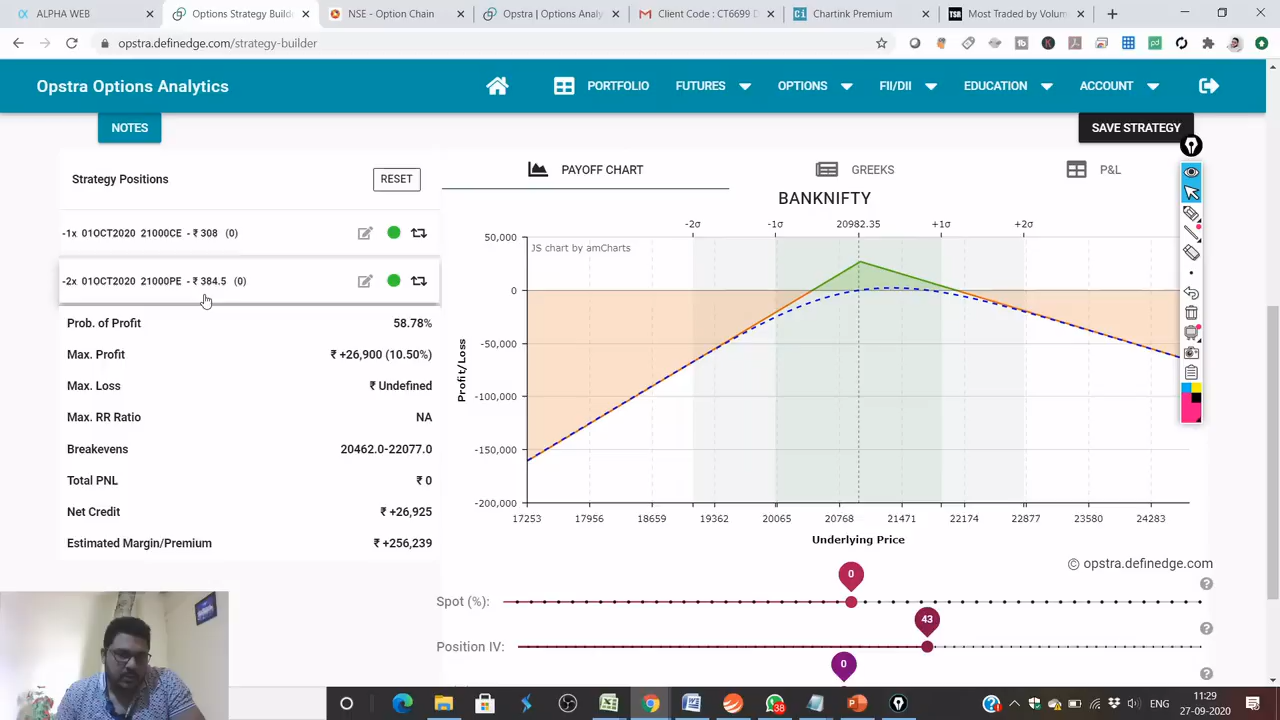 ALPHA WEB
Options Strategy Builde
NSE - Option Chain
Opstra | Options Analy
Client Code : CT6699 D
Chartink Premium
Most Traded by Volum
opstra.definedge.com/strategy-builder
Opstra Options Analytics
PORTFOLIO
FUTURES
OPTIONS
FII/DII
EDUCATION
ACCOUNT
NOTES
SAVE STRATEGY
Strategy Positions
RESET
PAYOFF CHART
GREEKS
P&L
BANKNIFTY
-1x 01OCT2020 21000CE - ₹ 308 (0)
-2x 01OCT2020 21000PE - ₹ 384.5 (0)
Prob. of Profit 58.78%
Max. Profit ₹ +26,900 (10.50%)
Max. Loss ₹ Undefined
Max. RR Ratio NA
Breakevens 20462.0-22077.0
Total PNL ₹ 0
Net Credit ₹ +26,925
Estimated Margin/Premium ₹ +256,239
-2σ -1σ 20982.35 +1σ +2σ
JS chart by amCharts
50,000
0
-50,000
-100,000
-150,000
-200,000
Profit/Loss
17253 17956 18659 19362 20065 20768 21471 22174 22877 23580 24283
Underlying Price
© opstra.definedge.com
0
Spot (%):
43
Position IV:
0
38
ENG
11:29
27-09-2020